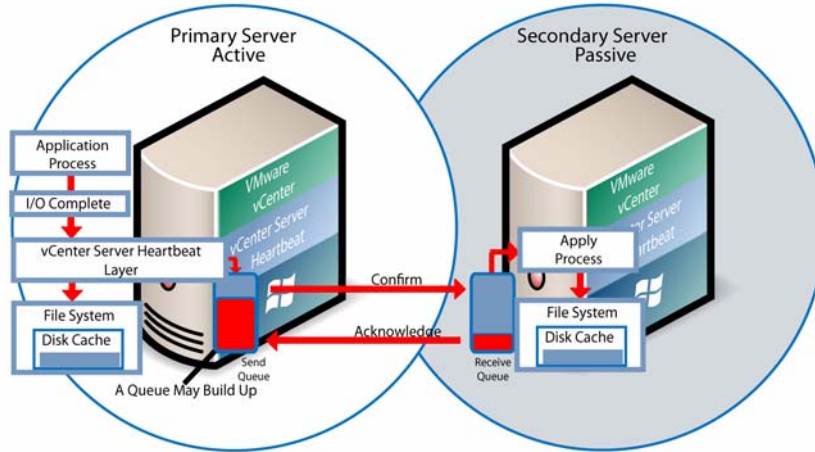 Primary Server
Active
Secondary Server
Passive
Application
Process
I/O Complete
vCenter Server Heartbeat
Layer
File System
Disk Cache
A Queue May Build Up
VMware
vCenter
vCenter Server
Heartbeat
Send
Queue
Confirm
Acknowledge
Receive
Queue
Apply
Process
File System
Disk Cache
VMware
vCenter
Server